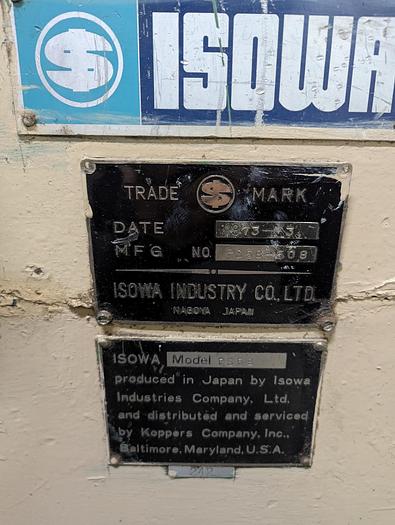 ISOWA
TRADE MARK
DATE
MFG NO.
ISOWA INDUSTRY CO., LTD.
NAGOYA JAPAN
ISOWA Model
produced in Japan by Isowa
Industries Company, Ltd.
and distributed and serviced
by Koppers Company, Inc.,
Baltimore, Maryland, U.S.A.